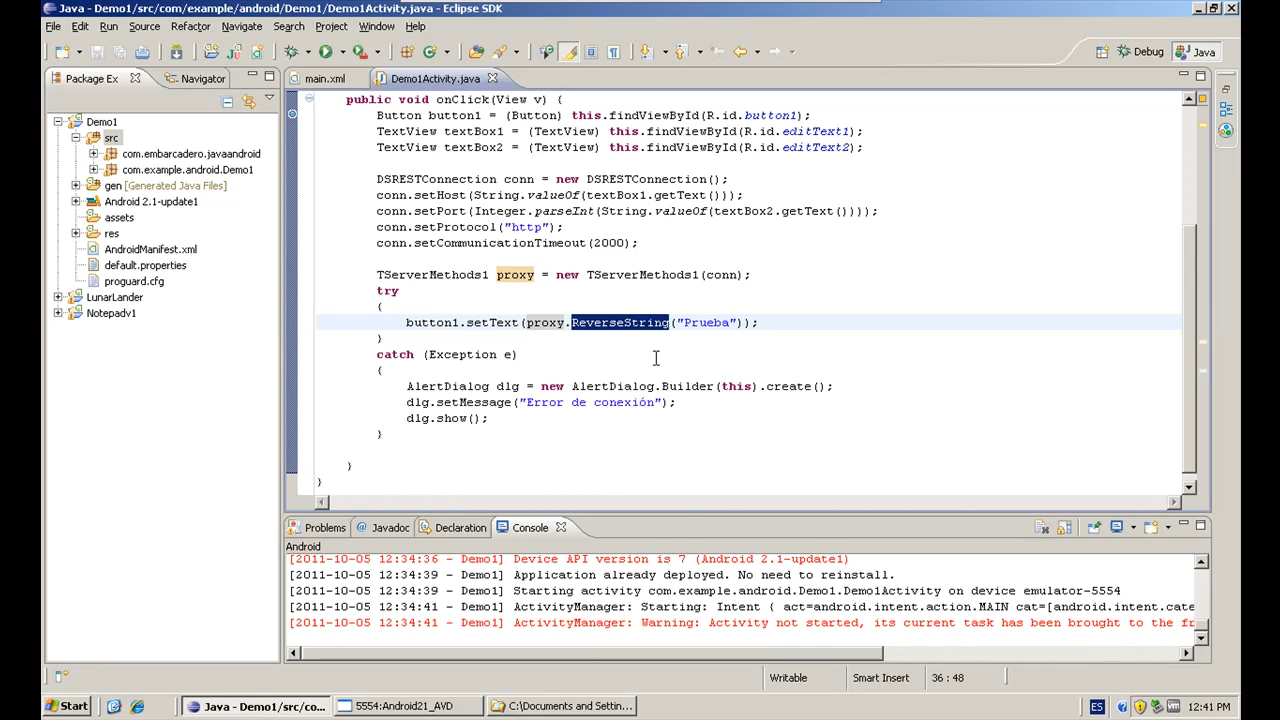 Java - Demo1/src/com/example/android/Demo1/Demo1Activity.java - Eclipse SDK
File Edit Run Source Refactor Navigate Search Project Window Help
Debug Java
Package Ex Navigator
main.xml Demo1Activity.java
Demo1
src
com.embarcadero.javaandroid
com.example.android.Demo1
gen [Generated Java Files]
Android 2.1-update1
assets
res
AndroidManifest.xml
default.properties
proguard.cfg
LunarLander
Notepadv1
public void onClick(View v) {
Button button1 = (Button) this.findViewById(R.id.button1);
TextView textBox1 = (TextView) this.findViewById(R.id.editText1);
TextView textBox2 = (TextView) this.findViewById(R.id.editText2);
DSRESTConnection conn = new DSRESTConnection();
conn.setHost(String.valueOf(textBox1.getText()));
conn.setPort(Integer.parseInt(String.valueOf(textBox2.getText())));
conn.setProtocol("http");
conn.setCommunicationTimeout(2000);
TServerMethods1 proxy = new TServerMethods1(conn);
try
{
button1.setText(proxy.ReverseString("Prueba"));
}
catch (Exception e)
{
AlertDialog dlg = new AlertDialog.Builder(this).create();
dlg.setMessage("Error de conexión");
dlg.show();
}
}
}
Problems Javadoc Declaration Console
Android
[2011-10-05 12:34:36 - Demo1] Device API version is 7 (Android 2.1-update1)
[2011-10-05 12:34:39 - Demo1] Application already deployed. No need to reinstall.
[2011-10-05 12:34:39 - Demo1] Starting activity com.example.android.Demo1.Demo1Activity on device emulator-5554
[2011-10-05 12:34:41 - Demo1] ActivityManager: Starting: Intent { act=android.intent.action.MAIN cat=[android.intent.cate
[2011-10-05 12:34:41 - Demo1] ActivityManager: Warning: Activity not started, its current task has been brought to the fr
Writable Smart Insert 36 : 48
Start Java - Demo1/src/co... 5554:Android21_AVD C:\Documents and Settin... ES 12:41 PM